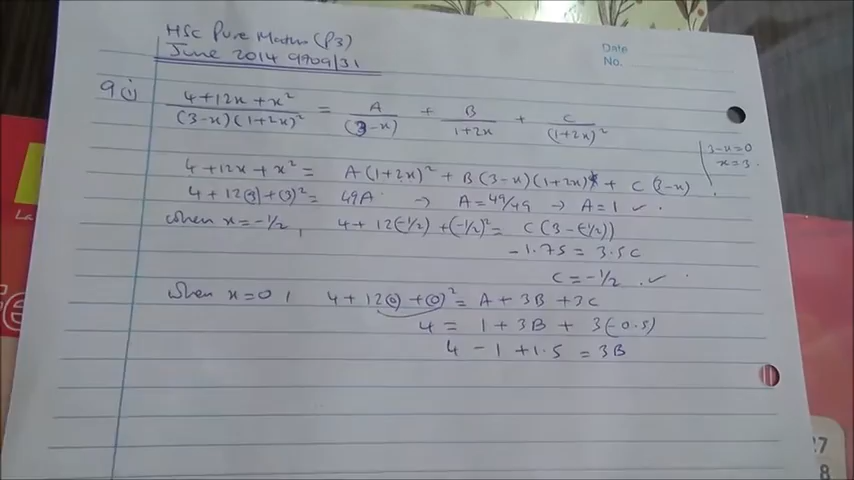 HSC Pure Maths (P3)
June 2014 9709/31
Date
No.
9(i) (4+12x+x²)/((3-x)(1+2x)²) = A/(3-x) + B/(1+2x) + C/(1+2x)²
3-x=0
x=3.
4+12x+x² = A(1+2x)² + B(3-x)(1+2x) + C(3-x)
4+12(3)+(3)² = 49A → A=49/49 → A=1 ✓.
when x=-1/2, 4+12(-1/2)+(-1/2)² = C(3-(-1/2))
-1.75 = 3.5C
C=-1/2. ✓
when x=0, 4+12(0)+(0)² = A+3B+3C
4 = 1+3B+3(-0.5)
4-1+1.5=3B
La
27
8